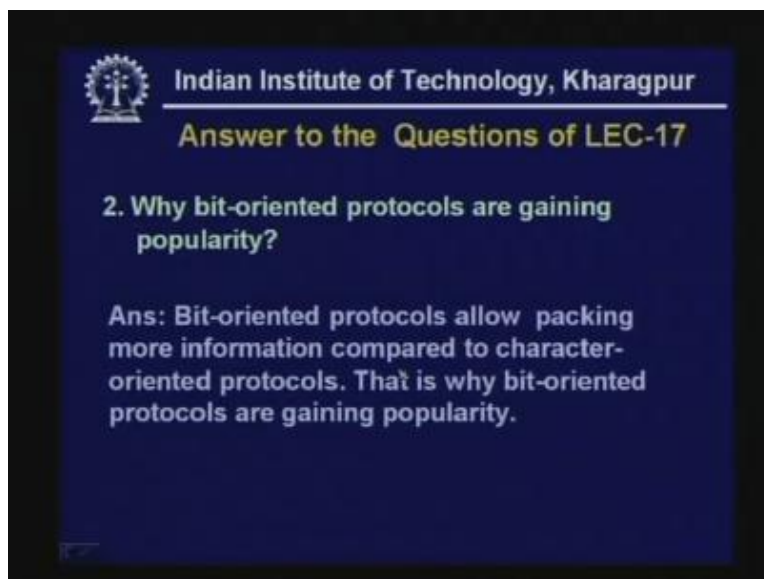 Indian Institute of Technology, Kharagpur
Answer to the Questions of LEC-17
2. Why bit-oriented protocols are gaining
popularity?
Ans: Bit-oriented protocols allow packing
more information compared to character-
oriented protocols. That is why bit-oriented
protocols are gaining popularity.